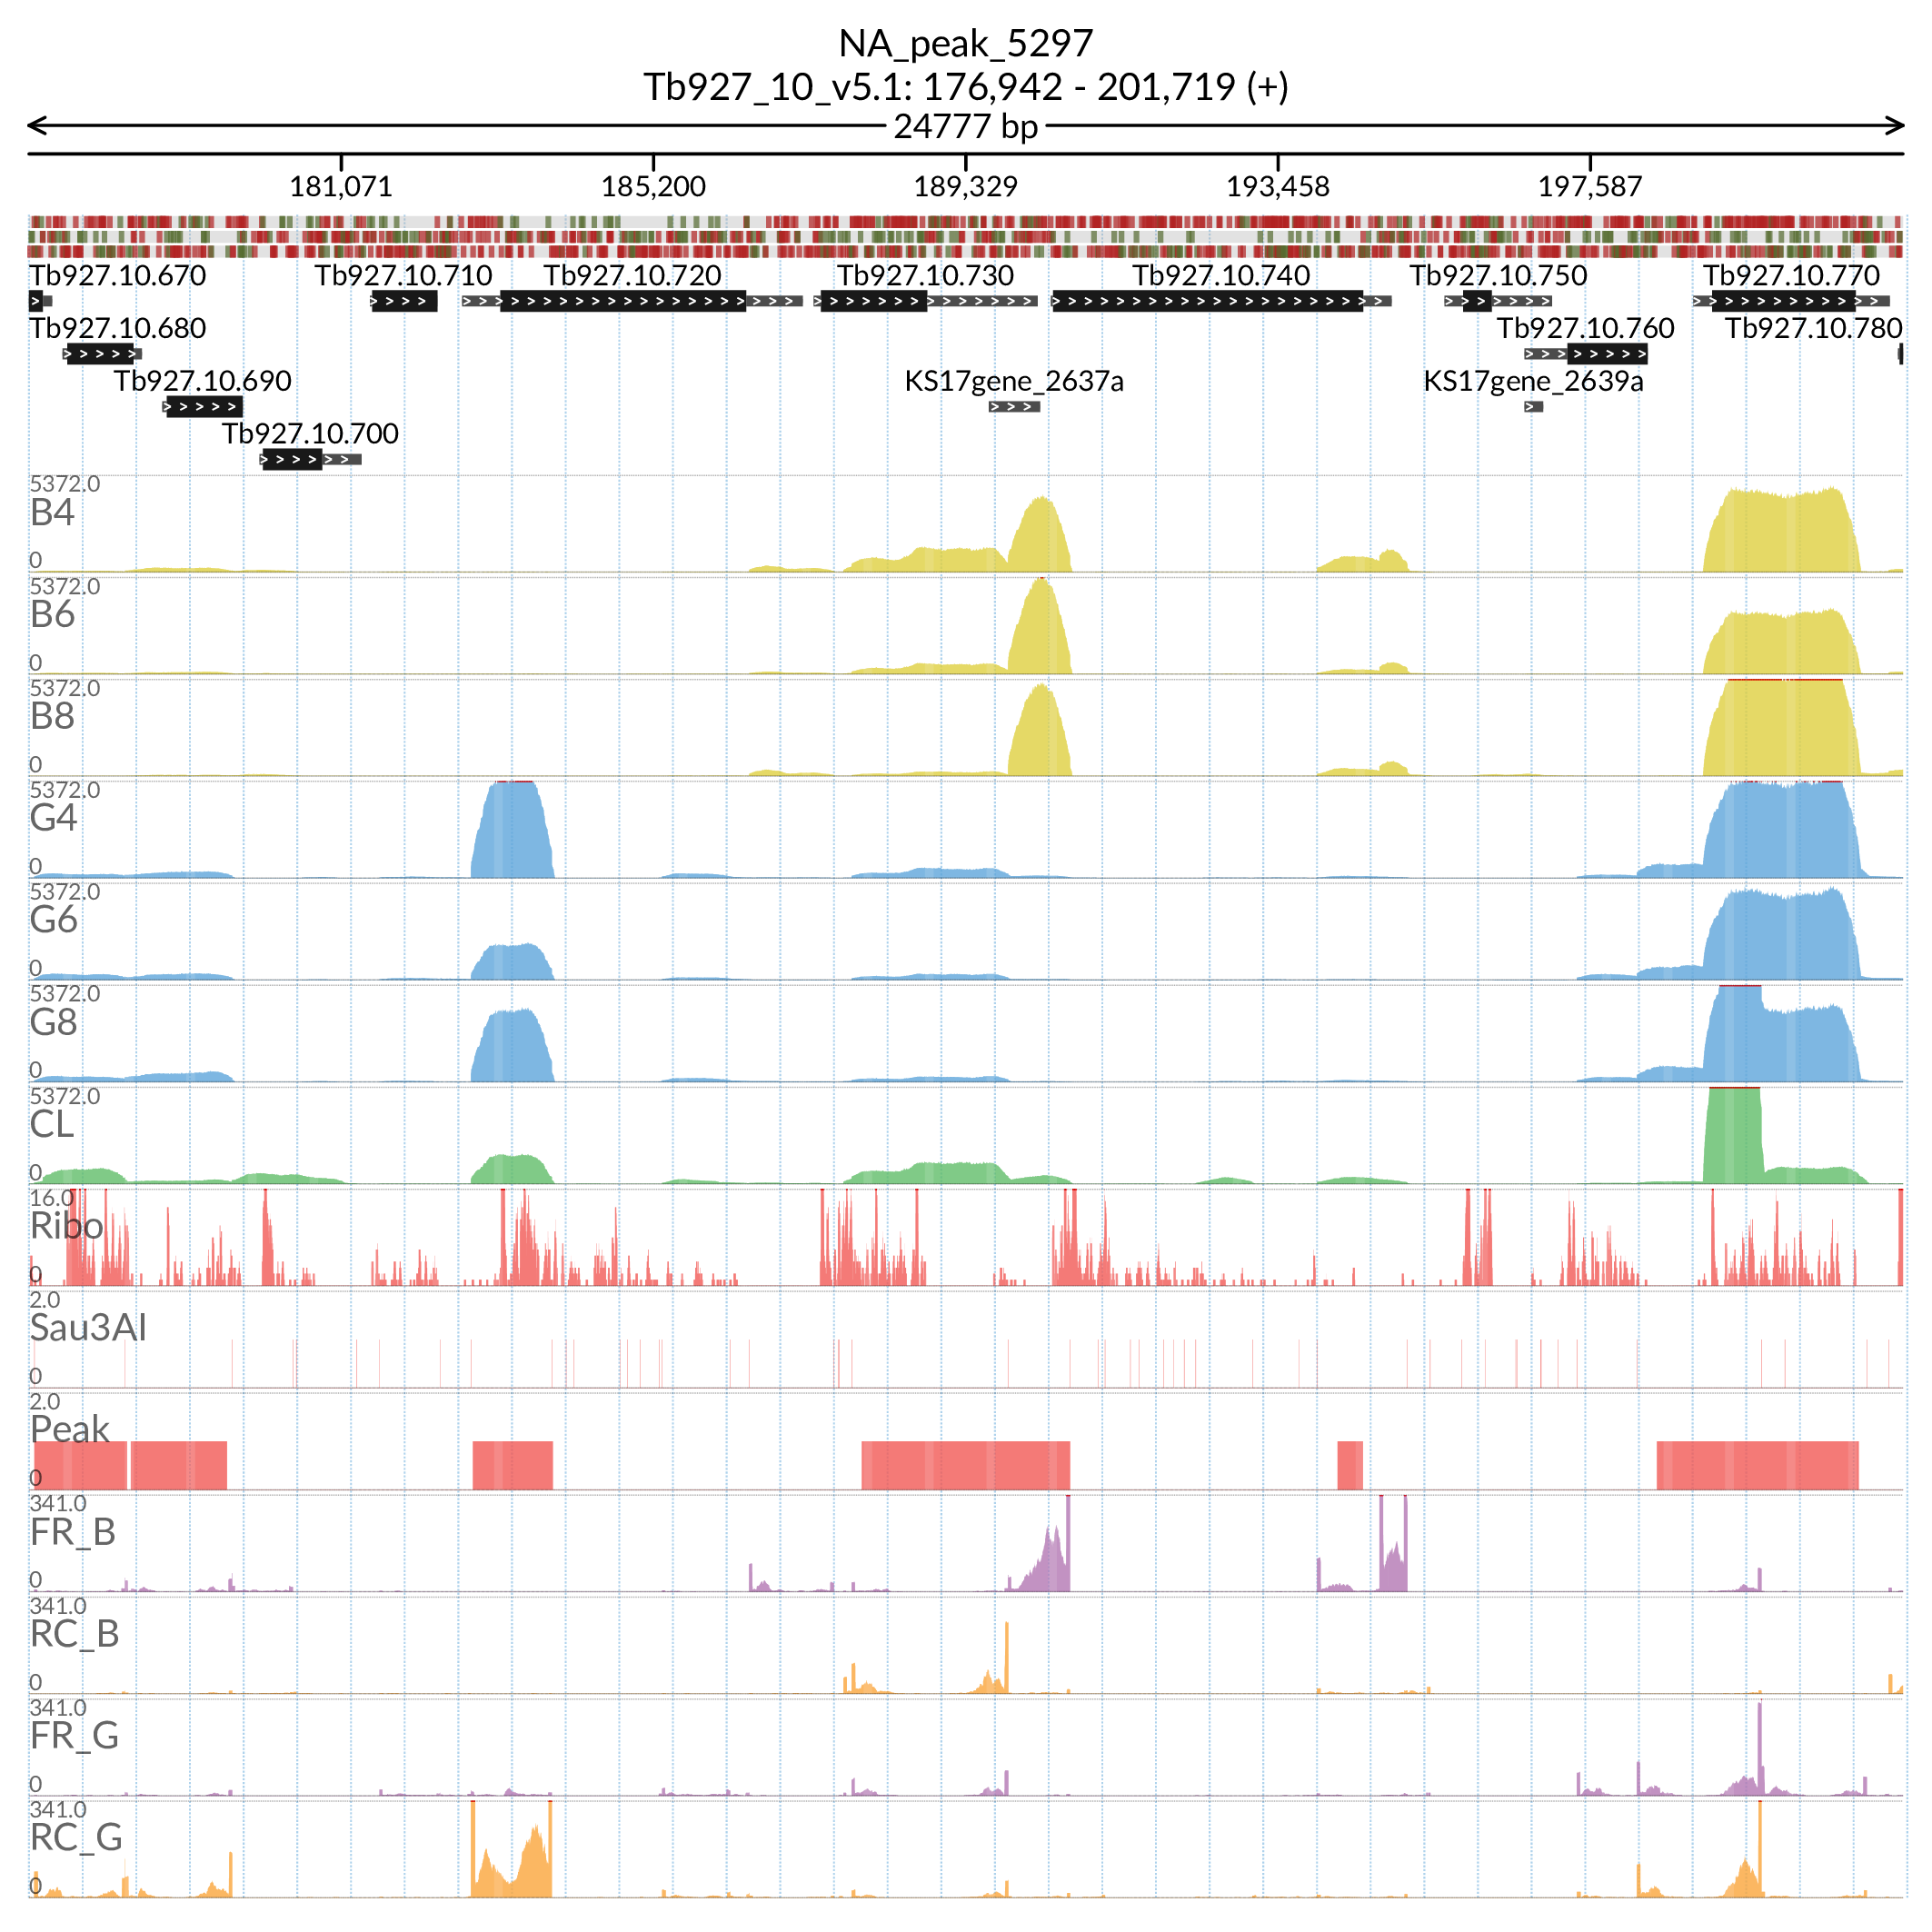 NA_peak_5297
Tb927_10_v5.1: 176,942 - 201,719 (+)
24777 bp
181,071 185,200 189,329 193,458 197,587
Tb927.10.670 Tb927.10.710 Tb927.10.720 Tb927.10.730 Tb927.10.740 Tb927.10.750 Tb927.10.770
Tb927.10.680 Tb927.10.760 Tb927.10.780
Tb927.10.690 KS17gene_2637a KS17gene_2639a
Tb927.10.700
5372.0
B4
0
5372.0
B6
0
5372.0
B8
0
5372.0
G4
0
5372.0
G6
0
5372.0
G8
0
5372.0
CL
0
16.0
Ribo
0
2.0
Sau3AI
0
2.0
Peak
0
341.0
FR_B
0
341.0
RC_B
0
341.0
FR_G
0
341.0
RC_G
0